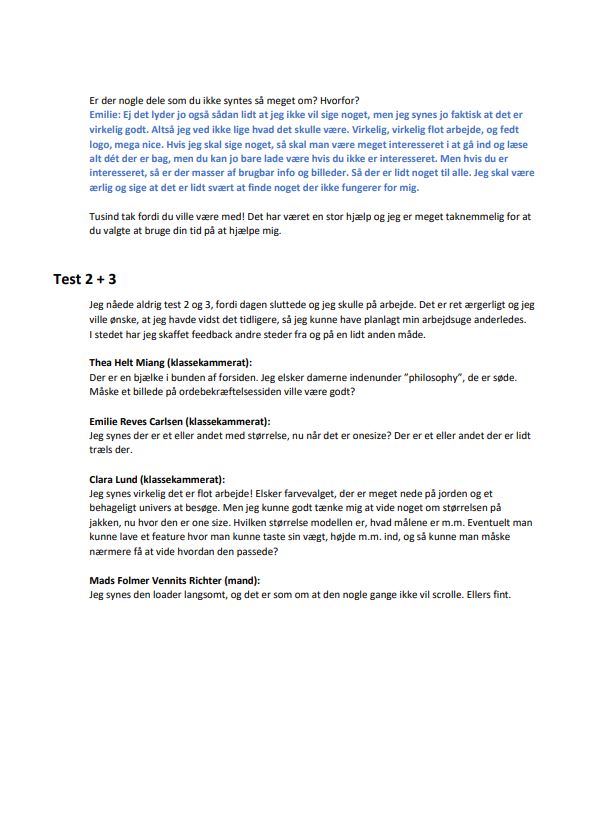 Er der nogle dele som du ikke syntes så meget om? Hvorfor?
Emilie: Ej det lyder jo også sådan lidt at jeg ikke vil sige noget, men jeg synes jo faktisk at det er
virkelig godt. Altså jeg ved ikke lige hvad det skulle være. Virkelig, virkelig flot arbejde, og fedt
logo, mega nice. Hvis jeg skal sige noget, så skal man være meget interesseret i at gå ind og læse
alt dét der er bag, men du kan jo bare lade være hvis du ikke er interesseret. Men hvis du er
interesseret, så er der masser af brugbar info og billeder. Så der er lidt noget til alle. Jeg skal være
ærlig og sige at det er lidt svært at finde noget der ikke fungerer for mig.
Tusind tak fordi du ville være med! Det har været en stor hjælp og jeg er meget taknemmelig for at
du valgte at bruge din tid på at hjælpe mig.
Test 2 + 3
Jeg nåede aldrig test 2 og 3, fordi dagen sluttede og jeg skulle på arbejde. Det er ret ærgerligt og jeg
ville ønske, at jeg havde vidst det tidligere, så jeg kunne have planlagt min arbejdsuge anderledes.
I stedet har jeg skaffet feedback andre steder fra og på en lidt anden måde.
Thea Helt Miang (klassekammerat):
Der er en bjælke i bunden af forsiden. Jeg elsker damerne indenunder ”philosophy”, de er søde.
Måske et billede på ordebekræftelsessiden ville være godt?
Emilie Reves Carlsen (klassekammerat):
Jeg synes der er et eller andet med størrelse, nu når det er onesize? Der er et eller andet der er lidt
træls der.
Clara Lund (klassekammerat):
Jeg synes virkelig det er flot arbejde! Elsker farvevalget, der er meget nede på jorden og et
behageligt univers at besøge. Men jeg kunne godt tænke mig at vide noget om størrelsen på
jakken, nu hvor den er one size. Hvilken størrelse modellen er, hvad målene er m.m. Eventuelt man
kunne lave et feature hvor man kunne taste sin vægt, højde m.m. ind, og så kunne man måske
nærmere få at vide hvordan den passede?
Mads Folmer Vennits Richter (mand):
Jeg synes den loader langsomt, og det er som om at den nogle gange ikke vil scrolle. Ellers fint.